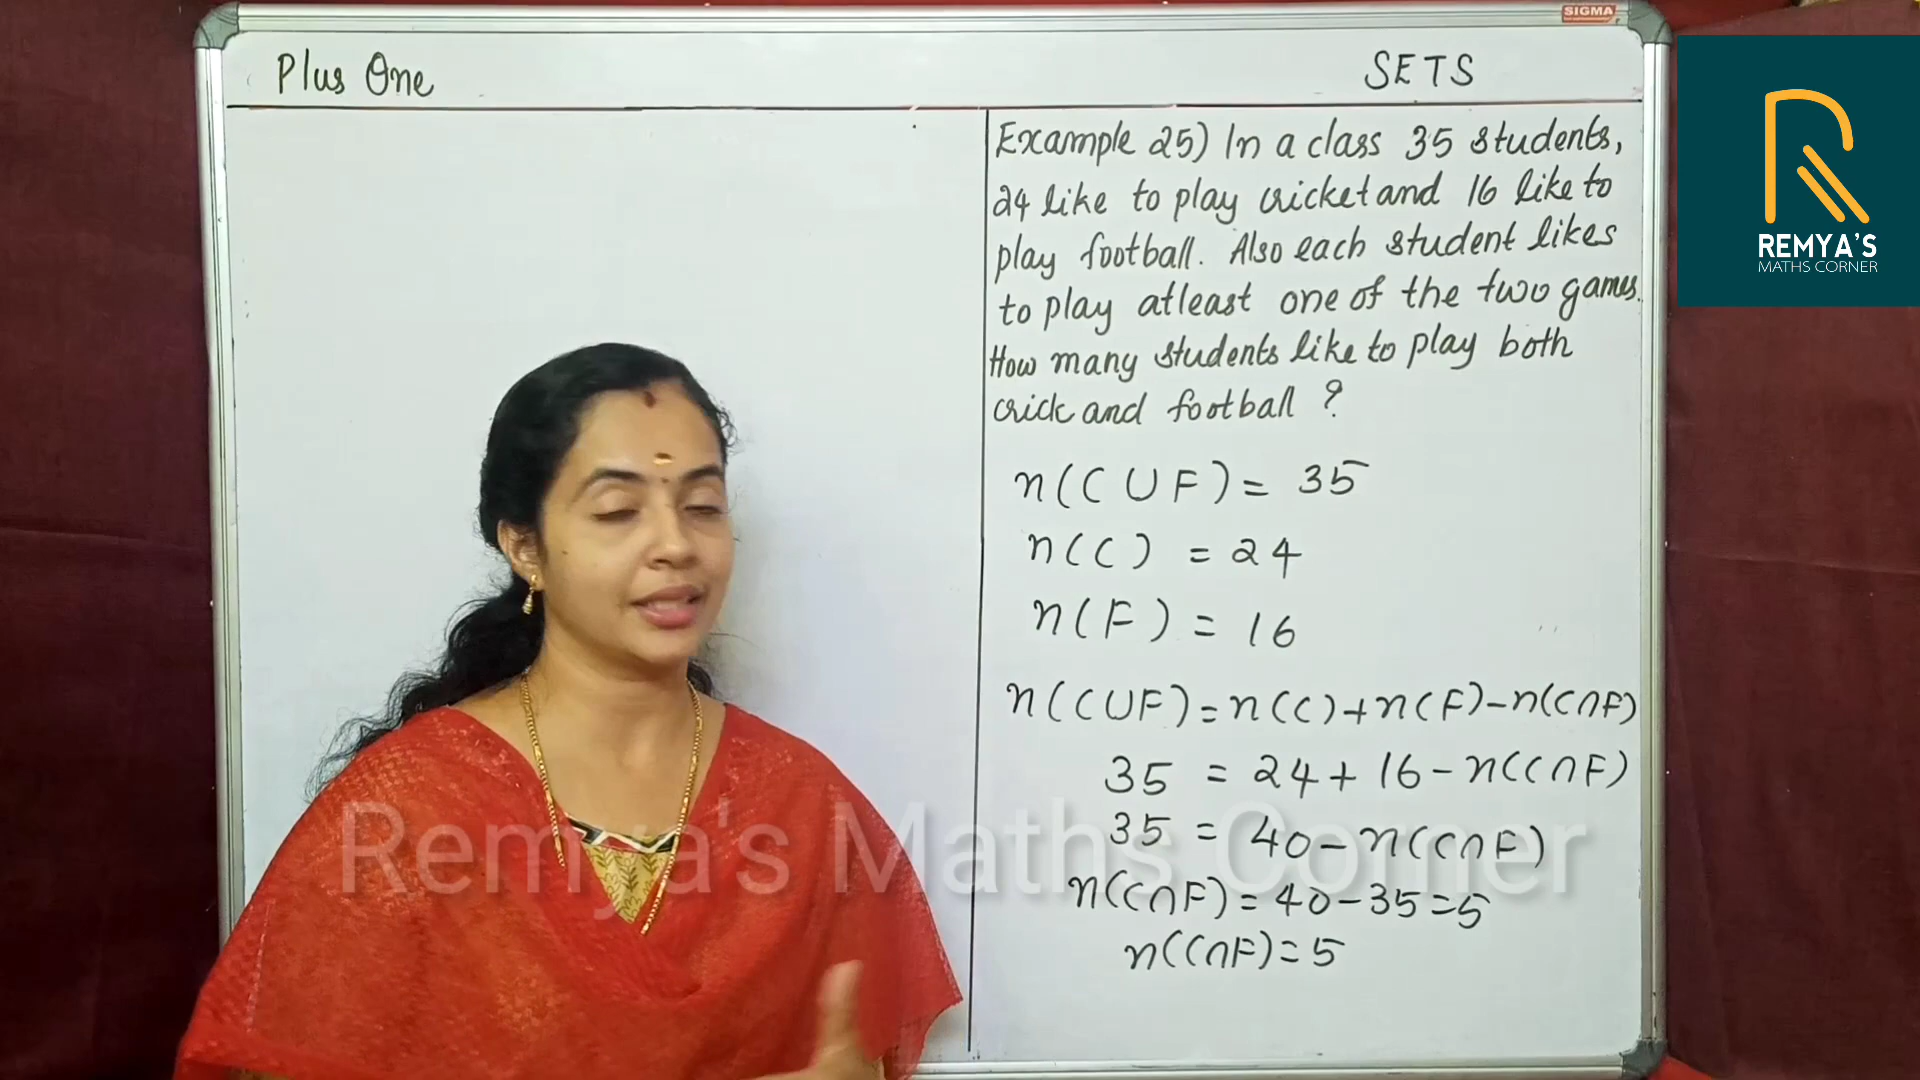 SIGMA
Plus One
SETS
REMYA'S
MATHS CORNER
Example 25) In a class 35 students,
24 like to play cricket and 16 like to
play football. Also each student likes
to play atleast one of the two games.
How many students like to play both
crick and football ?
n(C∪F) = 35
n(C) = 24
n(F) = 16
n(C∪F) = n(C)+n(F)-n(C∩F)
35 = 24 + 16 - n(C∩F)
35 = 40 - n(C∩F)
n(C∩F) = 40 - 35 = 5
n(C∩F) = 5
Remya's Maths Corner